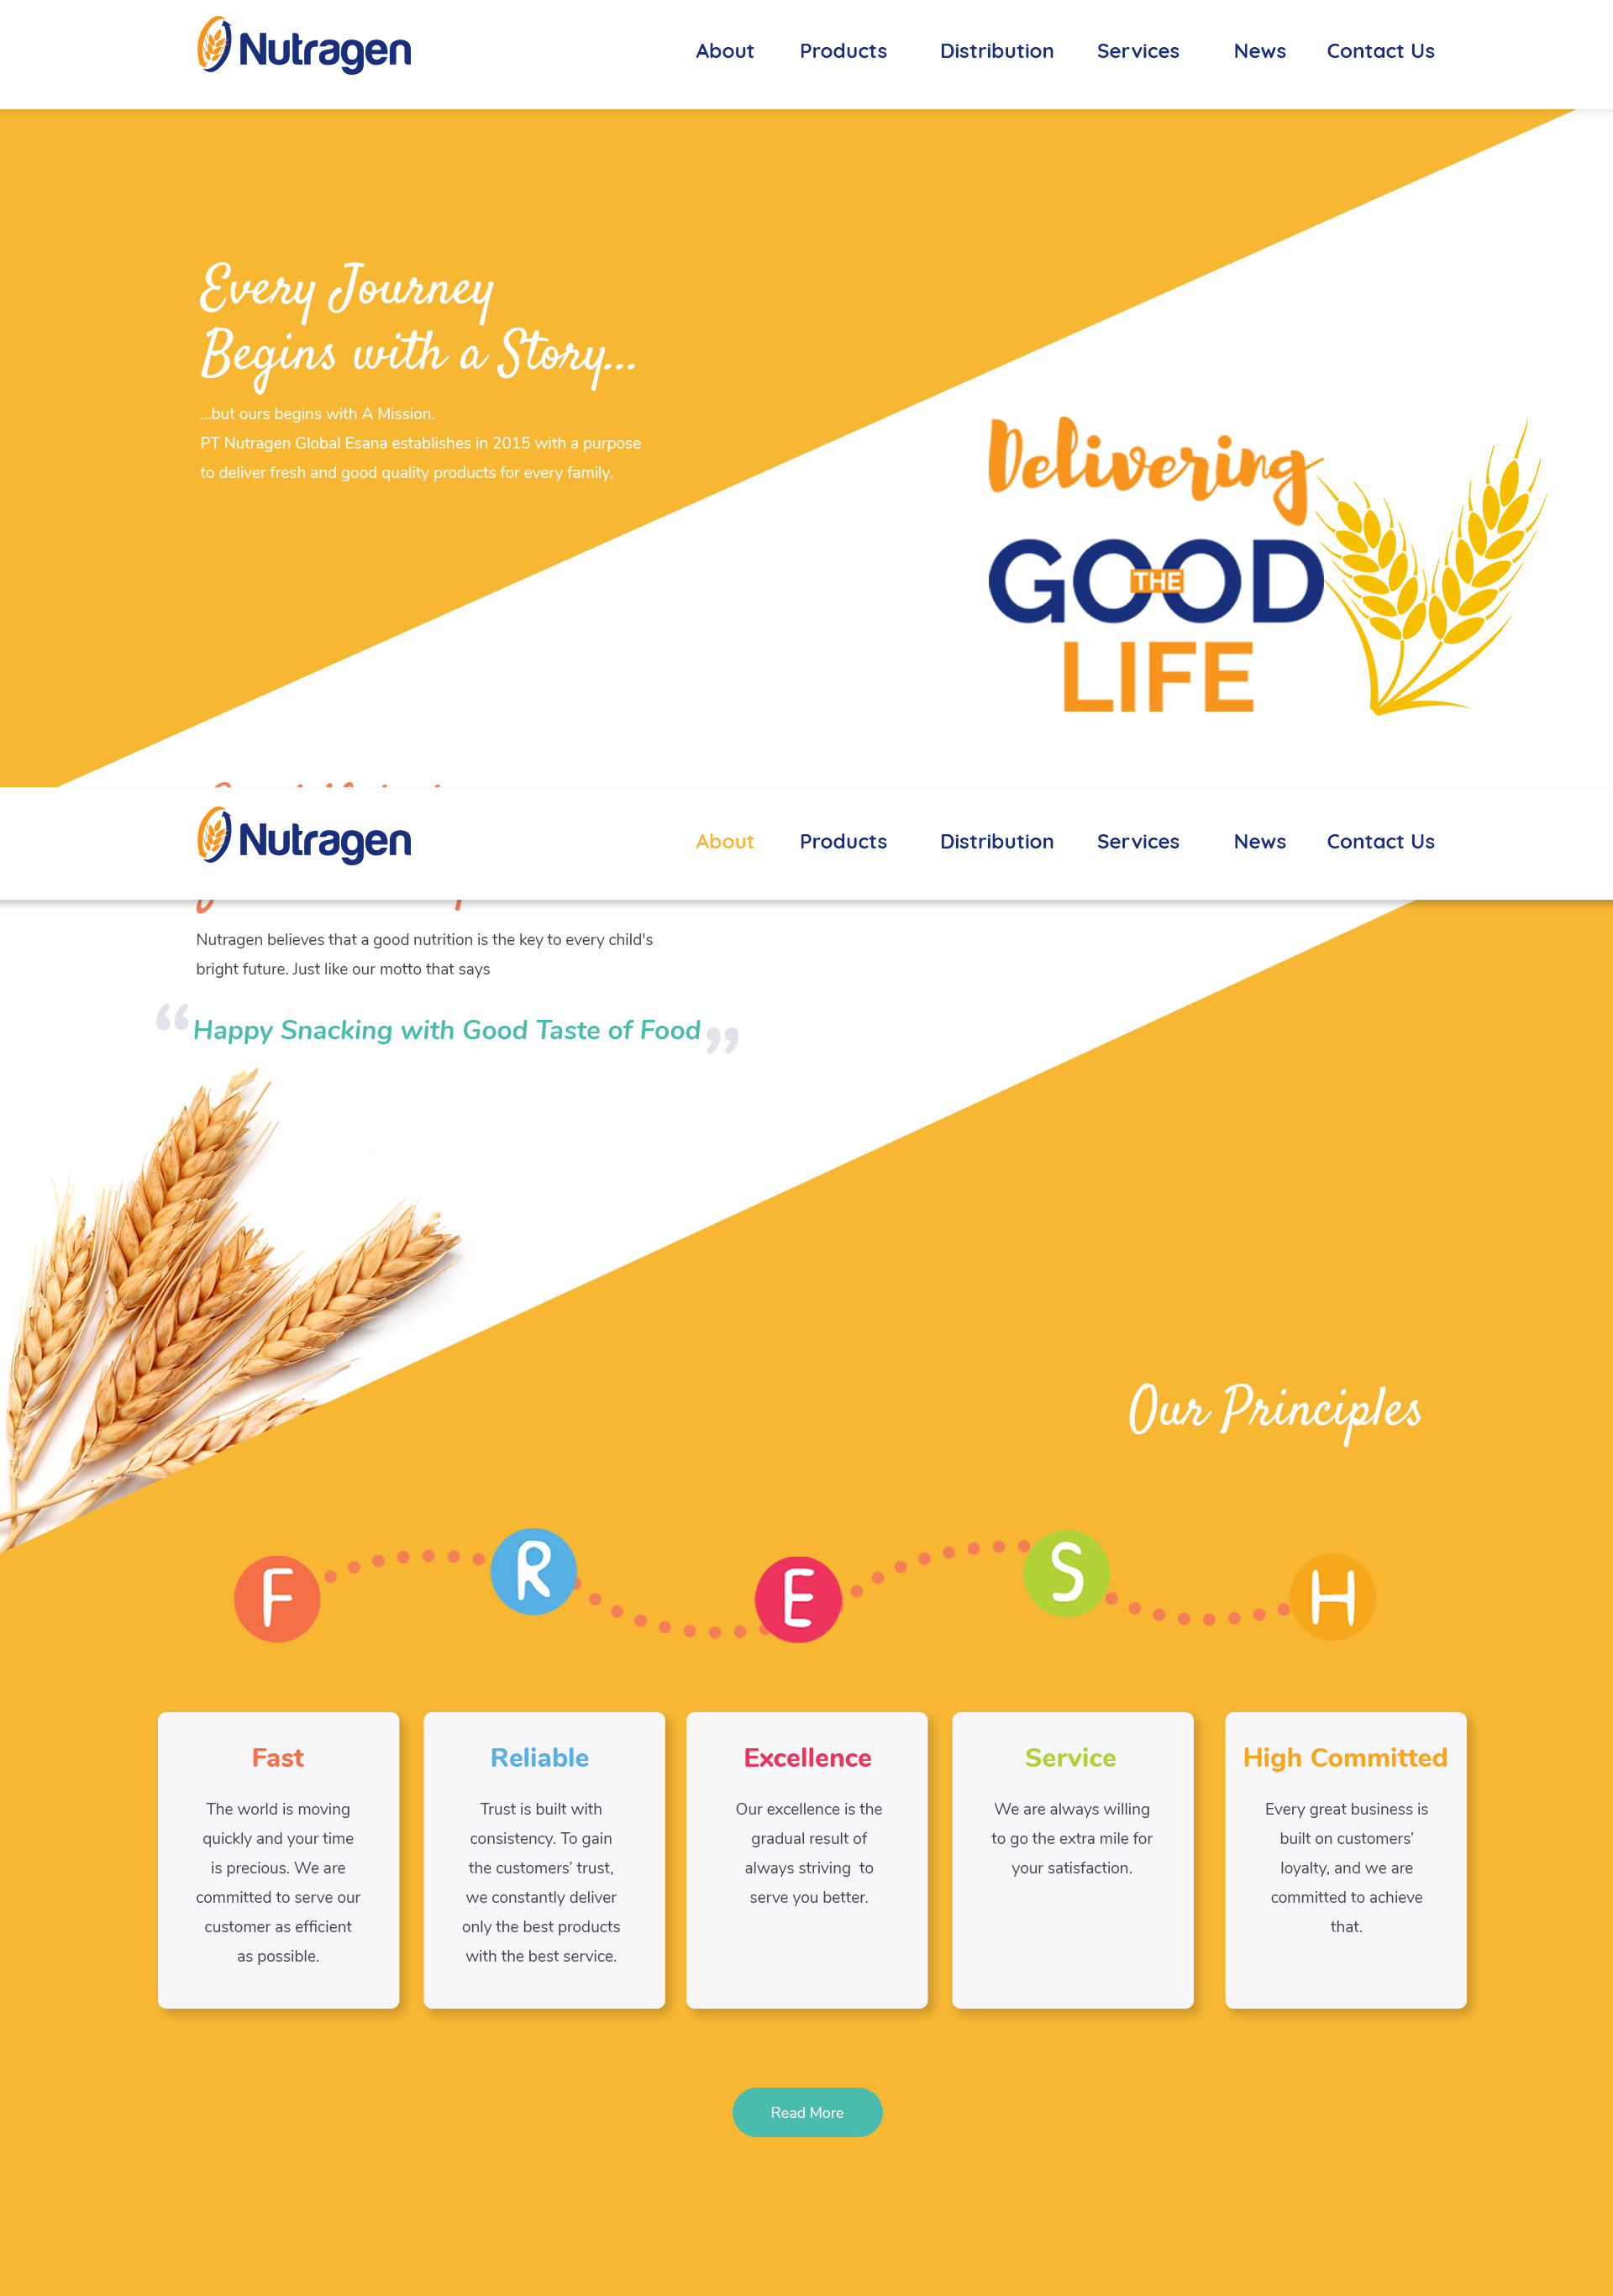 Nutragen
About Products Distribution Services News Contact Us
Every Journey
Begins with a Story...
...but ours begins with A Mission.
PT Nutragen Global Esana establishes in 2015 with a purpose
to deliver fresh and good quality products for every family.
Delivering
THE
GOOD
LIFE
Nutragen
About Products Distribution Services News Contact Us
Nutragen believes that a good nutrition is the key to every child's
bright future. Just like our motto that says
“Happy Snacking with Good Taste of Food”
Our Principles
F R E S H
Fast
The world is moving
quickly and your time
is precious. We are
committed to serve our
customer as efficient
as possible.
Reliable
Trust is built with
consistency. To gain
the customers’ trust,
we constantly deliver
only the best products
with the best service.
Excellence
Our excellence is the
gradual result of
always striving  to
serve you better.
Service
We are always willing
to go the extra mile for
your satisfaction.
High Committed
Every great business is
built on customers’
loyalty, and we are
committed to achieve
that.
Read More